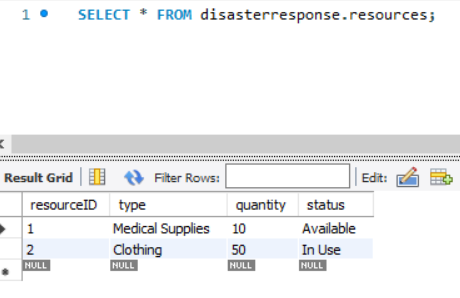 1 SELECT * FROM disasterresponse.resources;
Result Grid Filter Rows: Edit:
resourceID type quantity status
1 Medical Supplies 10 Available
2 Clothing 50 In Use
NULL NULL NULL NULL